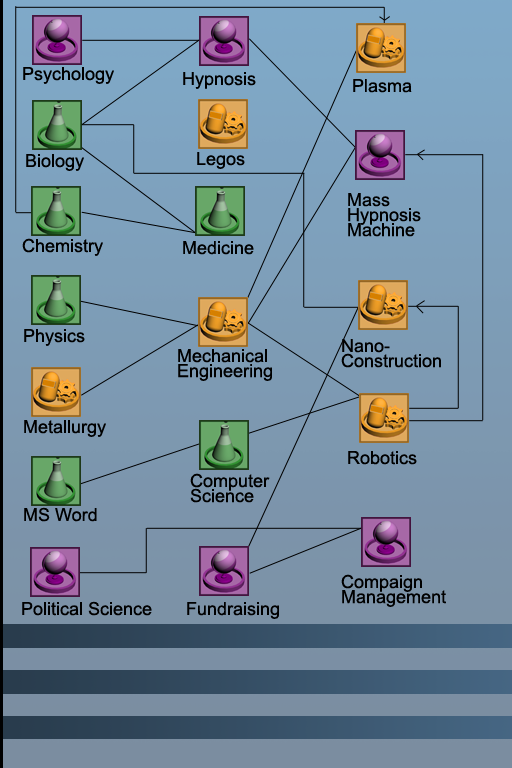 Psychology
Hypnosis
Plasma
Biology
Legos
Mass
Hypnosis
Machine
Chemistry
Medicine
Physics
Mechanical
Engineering
Nano-
Construction
Metallurgy
Robotics
MS Word
Computer
Science
Political Science
Fundraising
Compaign
Management